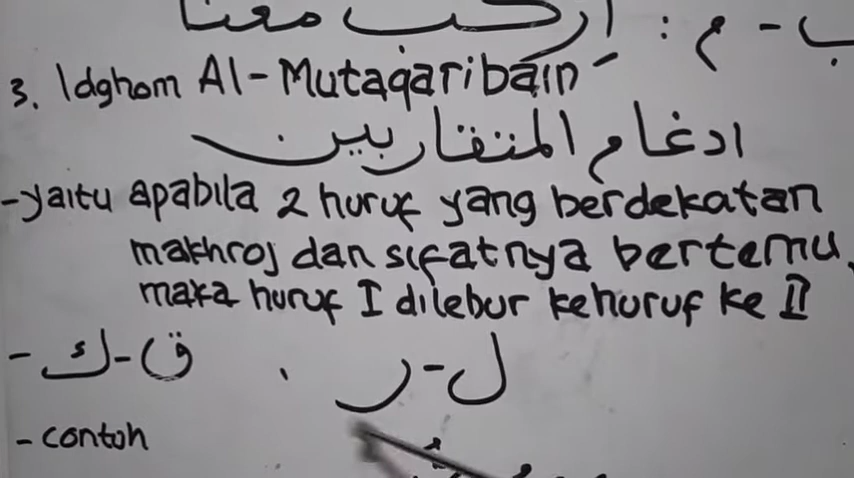 ب - م : اركب معنا
3. Idghom Al-Mutaqaribain
ادغام المتقاربين
-yaitu apabila 2 huruf yang berdekatan
makhroj dan sifatnya bertemu,
maka huruf I dilebur kehuruf ke II
- ق-ك ل-ر
- contoh